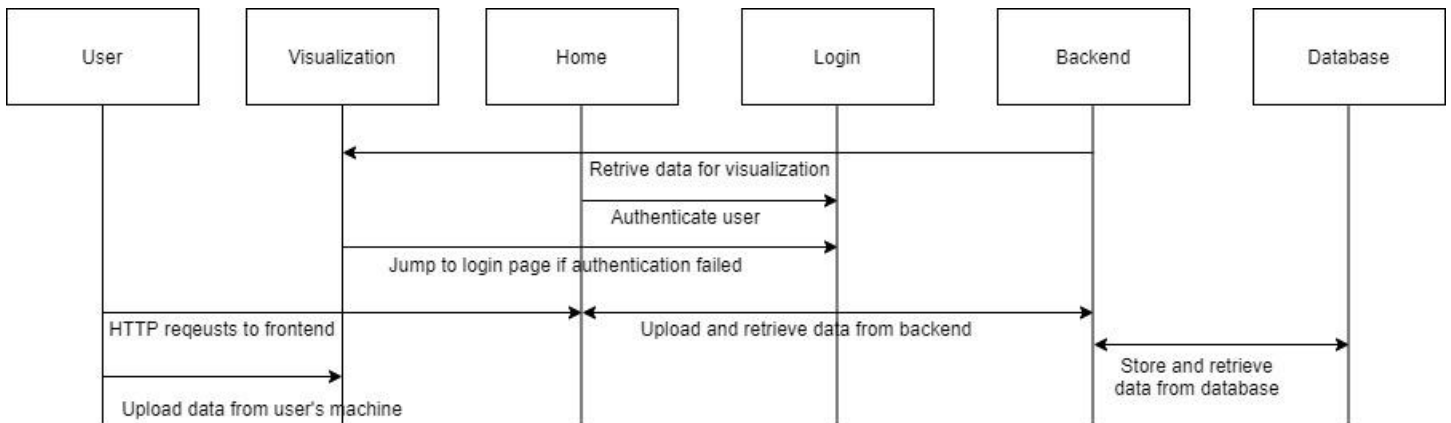 User
Visualization
Home
Login
Backend
Database
Retrive data for visualization
Authenticate user
Jump to login page if authentication failed
HTTP reqeusts to frontend
Upload and retrieve data from backend
Store and retrieve
data from database
Upload data from user's machine